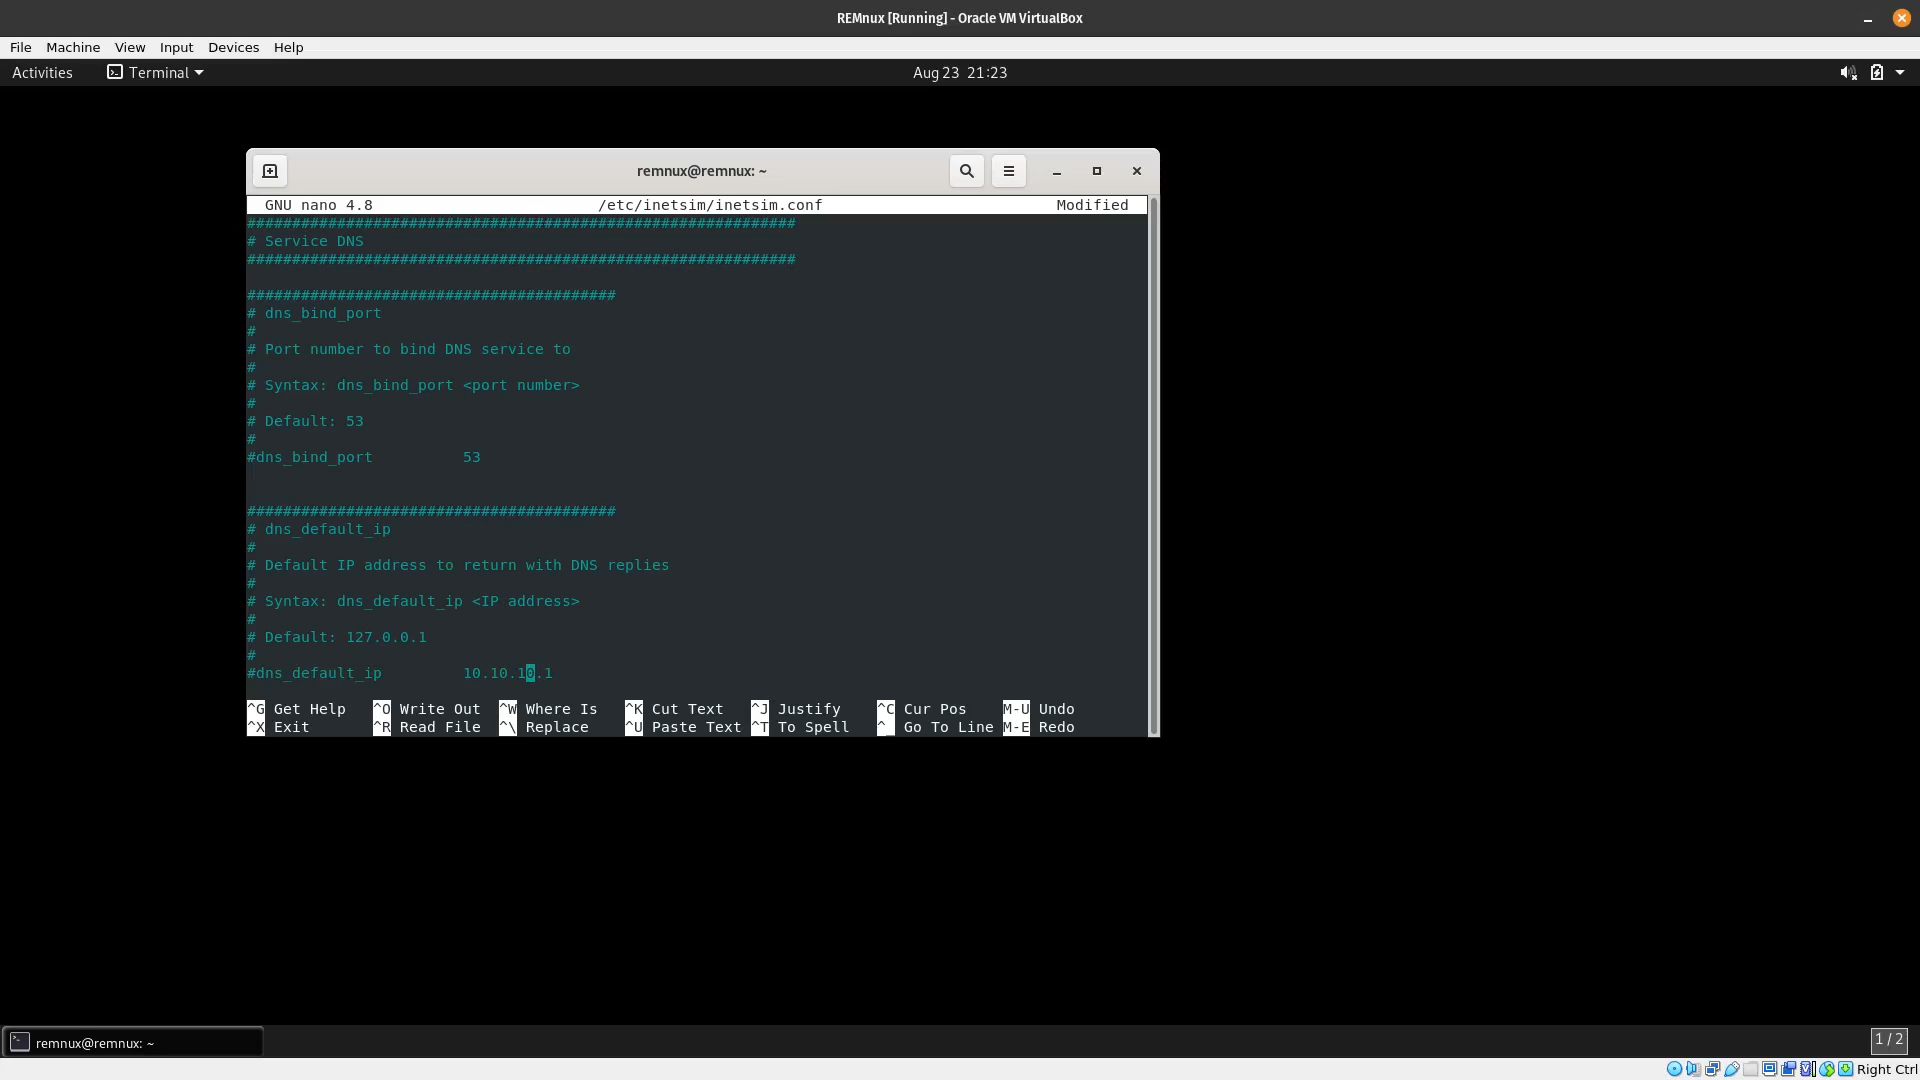 REMnux [Running] - Oracle VM VirtualBox
File Machine View Input Devices Help
Activities Terminal Aug 23 21:23
remnux@remnux: ~
GNU nano 4.8 /etc/inetsim/inetsim.conf Modified
#############################################################
# Service DNS
#############################################################
#########################################
# dns_bind_port
#
# Port number to bind DNS service to
#
# Syntax: dns_bind_port <port number>
#
# Default: 53
#
#dns_bind_port 53
#########################################
# dns_default_ip
#
# Default IP address to return with DNS replies
#
# Syntax: dns_default_ip <IP address>
#
# Default: 127.0.0.1
#
#dns_default_ip 10.10.10.1
^G Get Help ^O Write Out ^W Where Is ^K Cut Text ^J Justify ^C Cur Pos M-U Undo
^X Exit ^R Read File ^\ Replace ^U Paste Text ^T To Spell ^_ Go To Line M-E Redo
remnux@remnux: ~
1 / 2
Right Ctrl